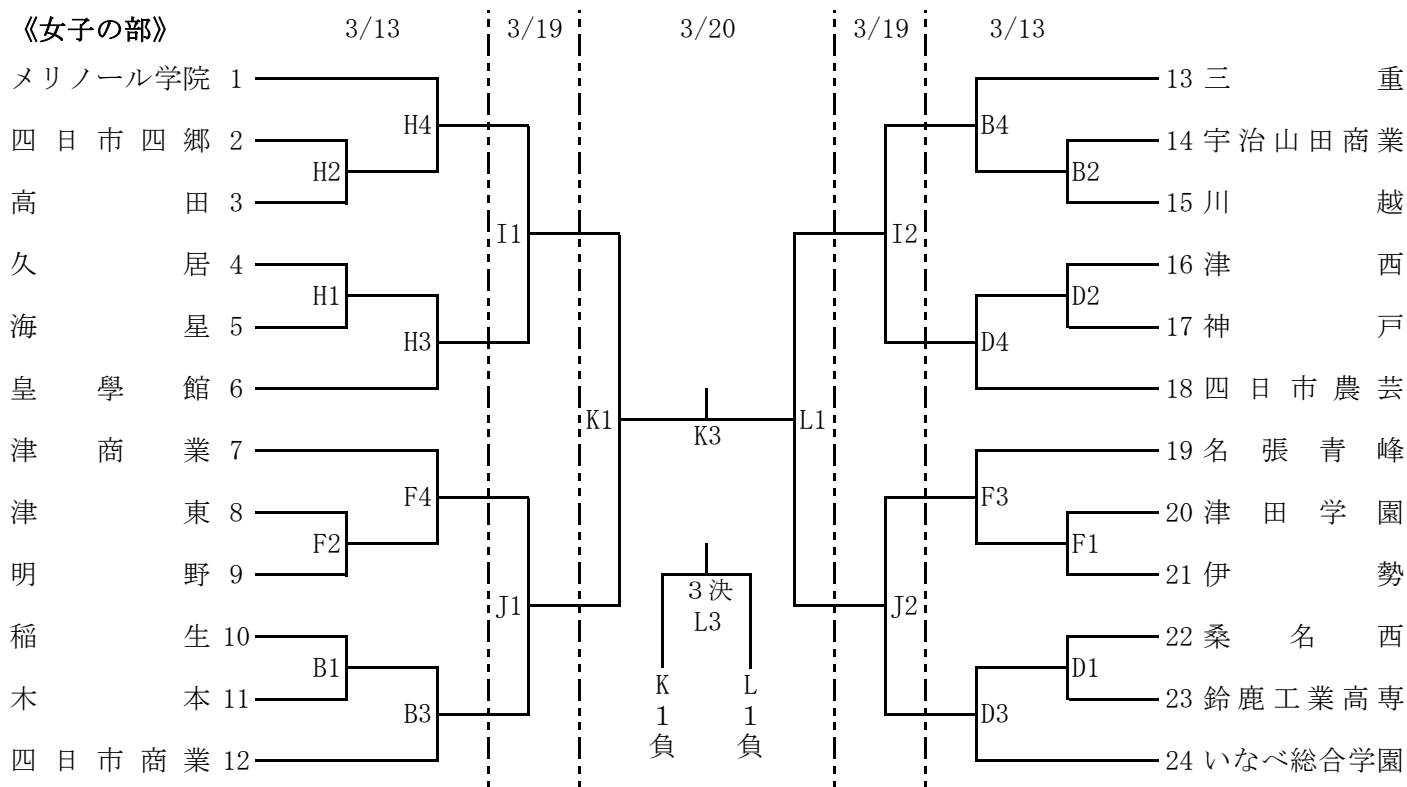 《女子の部》 3/13 3/19 3/20 3/19 3/13
メリノール学院 1 13 三重
H4 B4
四日市四郷 2 14 宇治山田商業
H2 B2
高田 3 15 川越
I1 I2
久居 4 16 津西
H1 D2
海星 5 17 神戸
H3 D4
皇學館 6 18 四日市農芸
K1 K3 L1
津商業 7 19 名張青峰
F4 F3
津東 8 20 津田学園
F2 F1
明野 9 21 伊勢
3決
J1 L3 J2
稲生 10 22 桑名西
B1 D1
木本 11 23 鈴鹿工業高専
B3 K1負 L1負 D3
四日市商業 12 24 いなべ総合学園